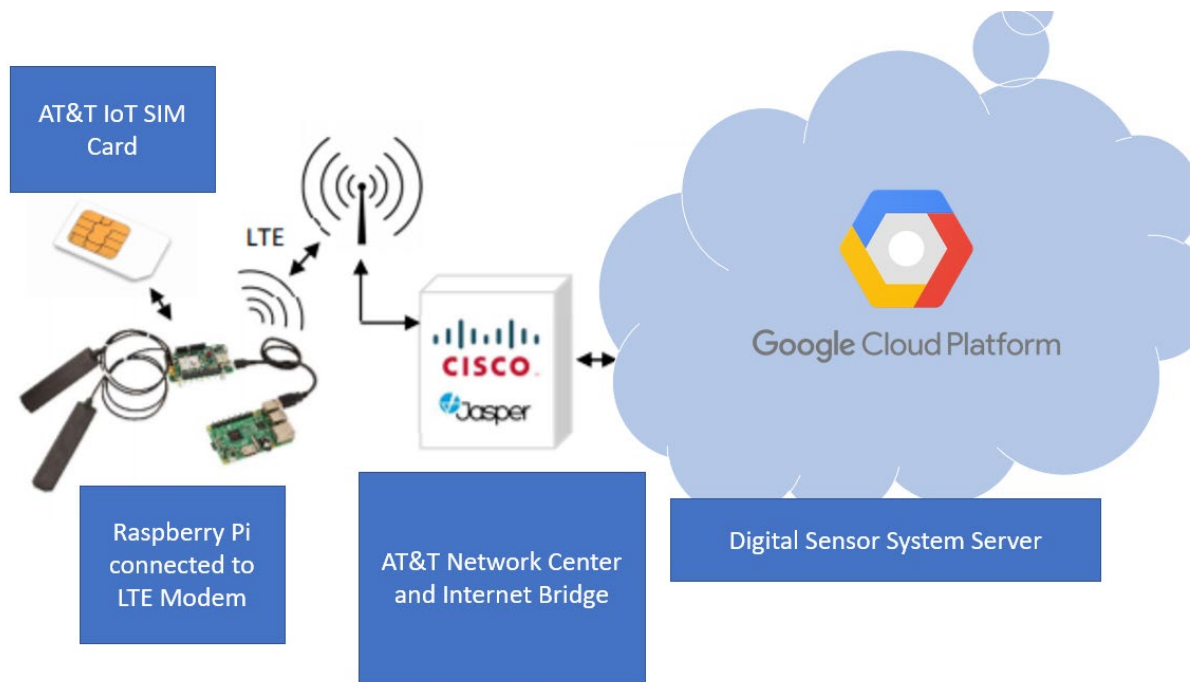 AT&T IoT SIM
Card
LTE
CISCO
Jasper
Google Cloud Platform
Raspberry Pi
connected to
LTE Modem
AT&T Network Center
and Internet Bridge
Digital Sensor System Server